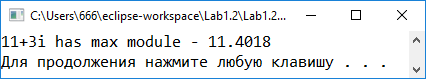 C:\Users\666\eclipse-workspace\Lab1.2\Lab1.2...
11+3i has max module - 11.4018
Для продолжения нажмите любую клавишу . . .